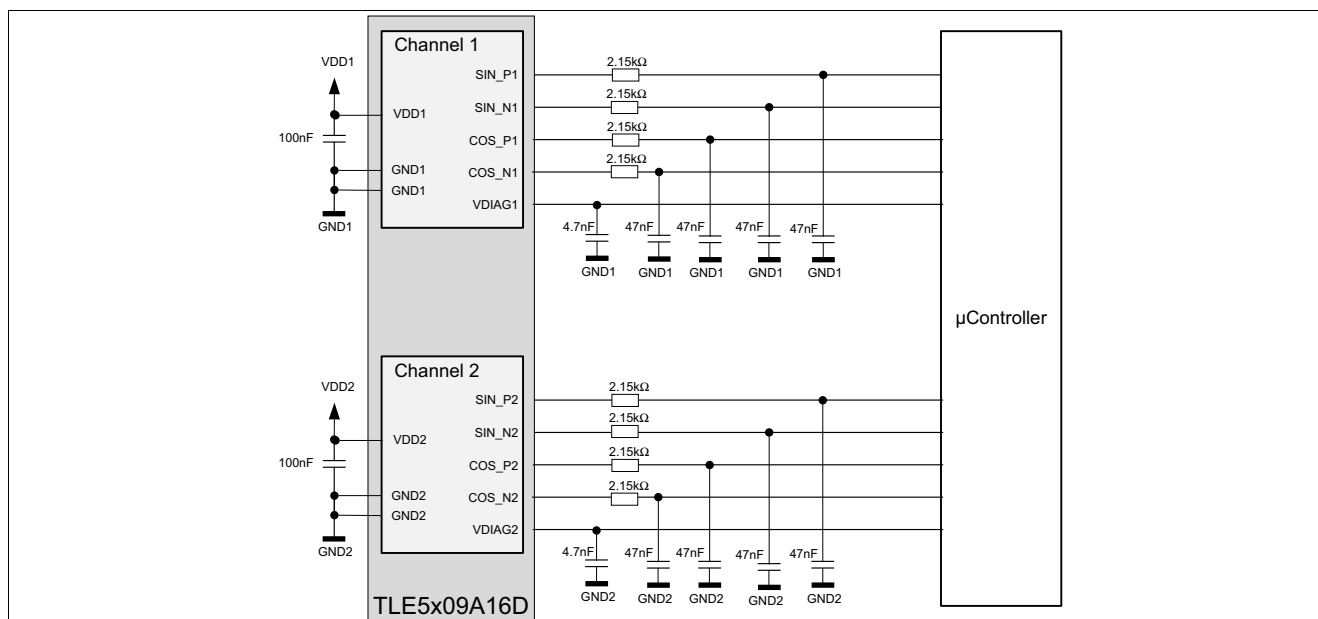 Channel 1
VDD1
100nF
GND1
VDD1
GND1
GND1
SIN_P1
SIN_N1
COS_P1
COS_N1
VDIAG1
2.15kΩ
2.15kΩ
2.15kΩ
2.15kΩ
4.7nF
47nF
47nF
47nF
47nF
GND1
GND1
GND1
GND1
GND1
µController
Channel 2
VDD2
100nF
GND2
VDD2
GND2
GND2
SIN_P2
SIN_N2
COS_P2
COS_N2
VDIAG2
2.15kΩ
2.15kΩ
2.15kΩ
2.15kΩ
4.7nF
47nF
47nF
47nF
47nF
GND2
GND2
GND2
GND2
GND2
TLE5x09A16D